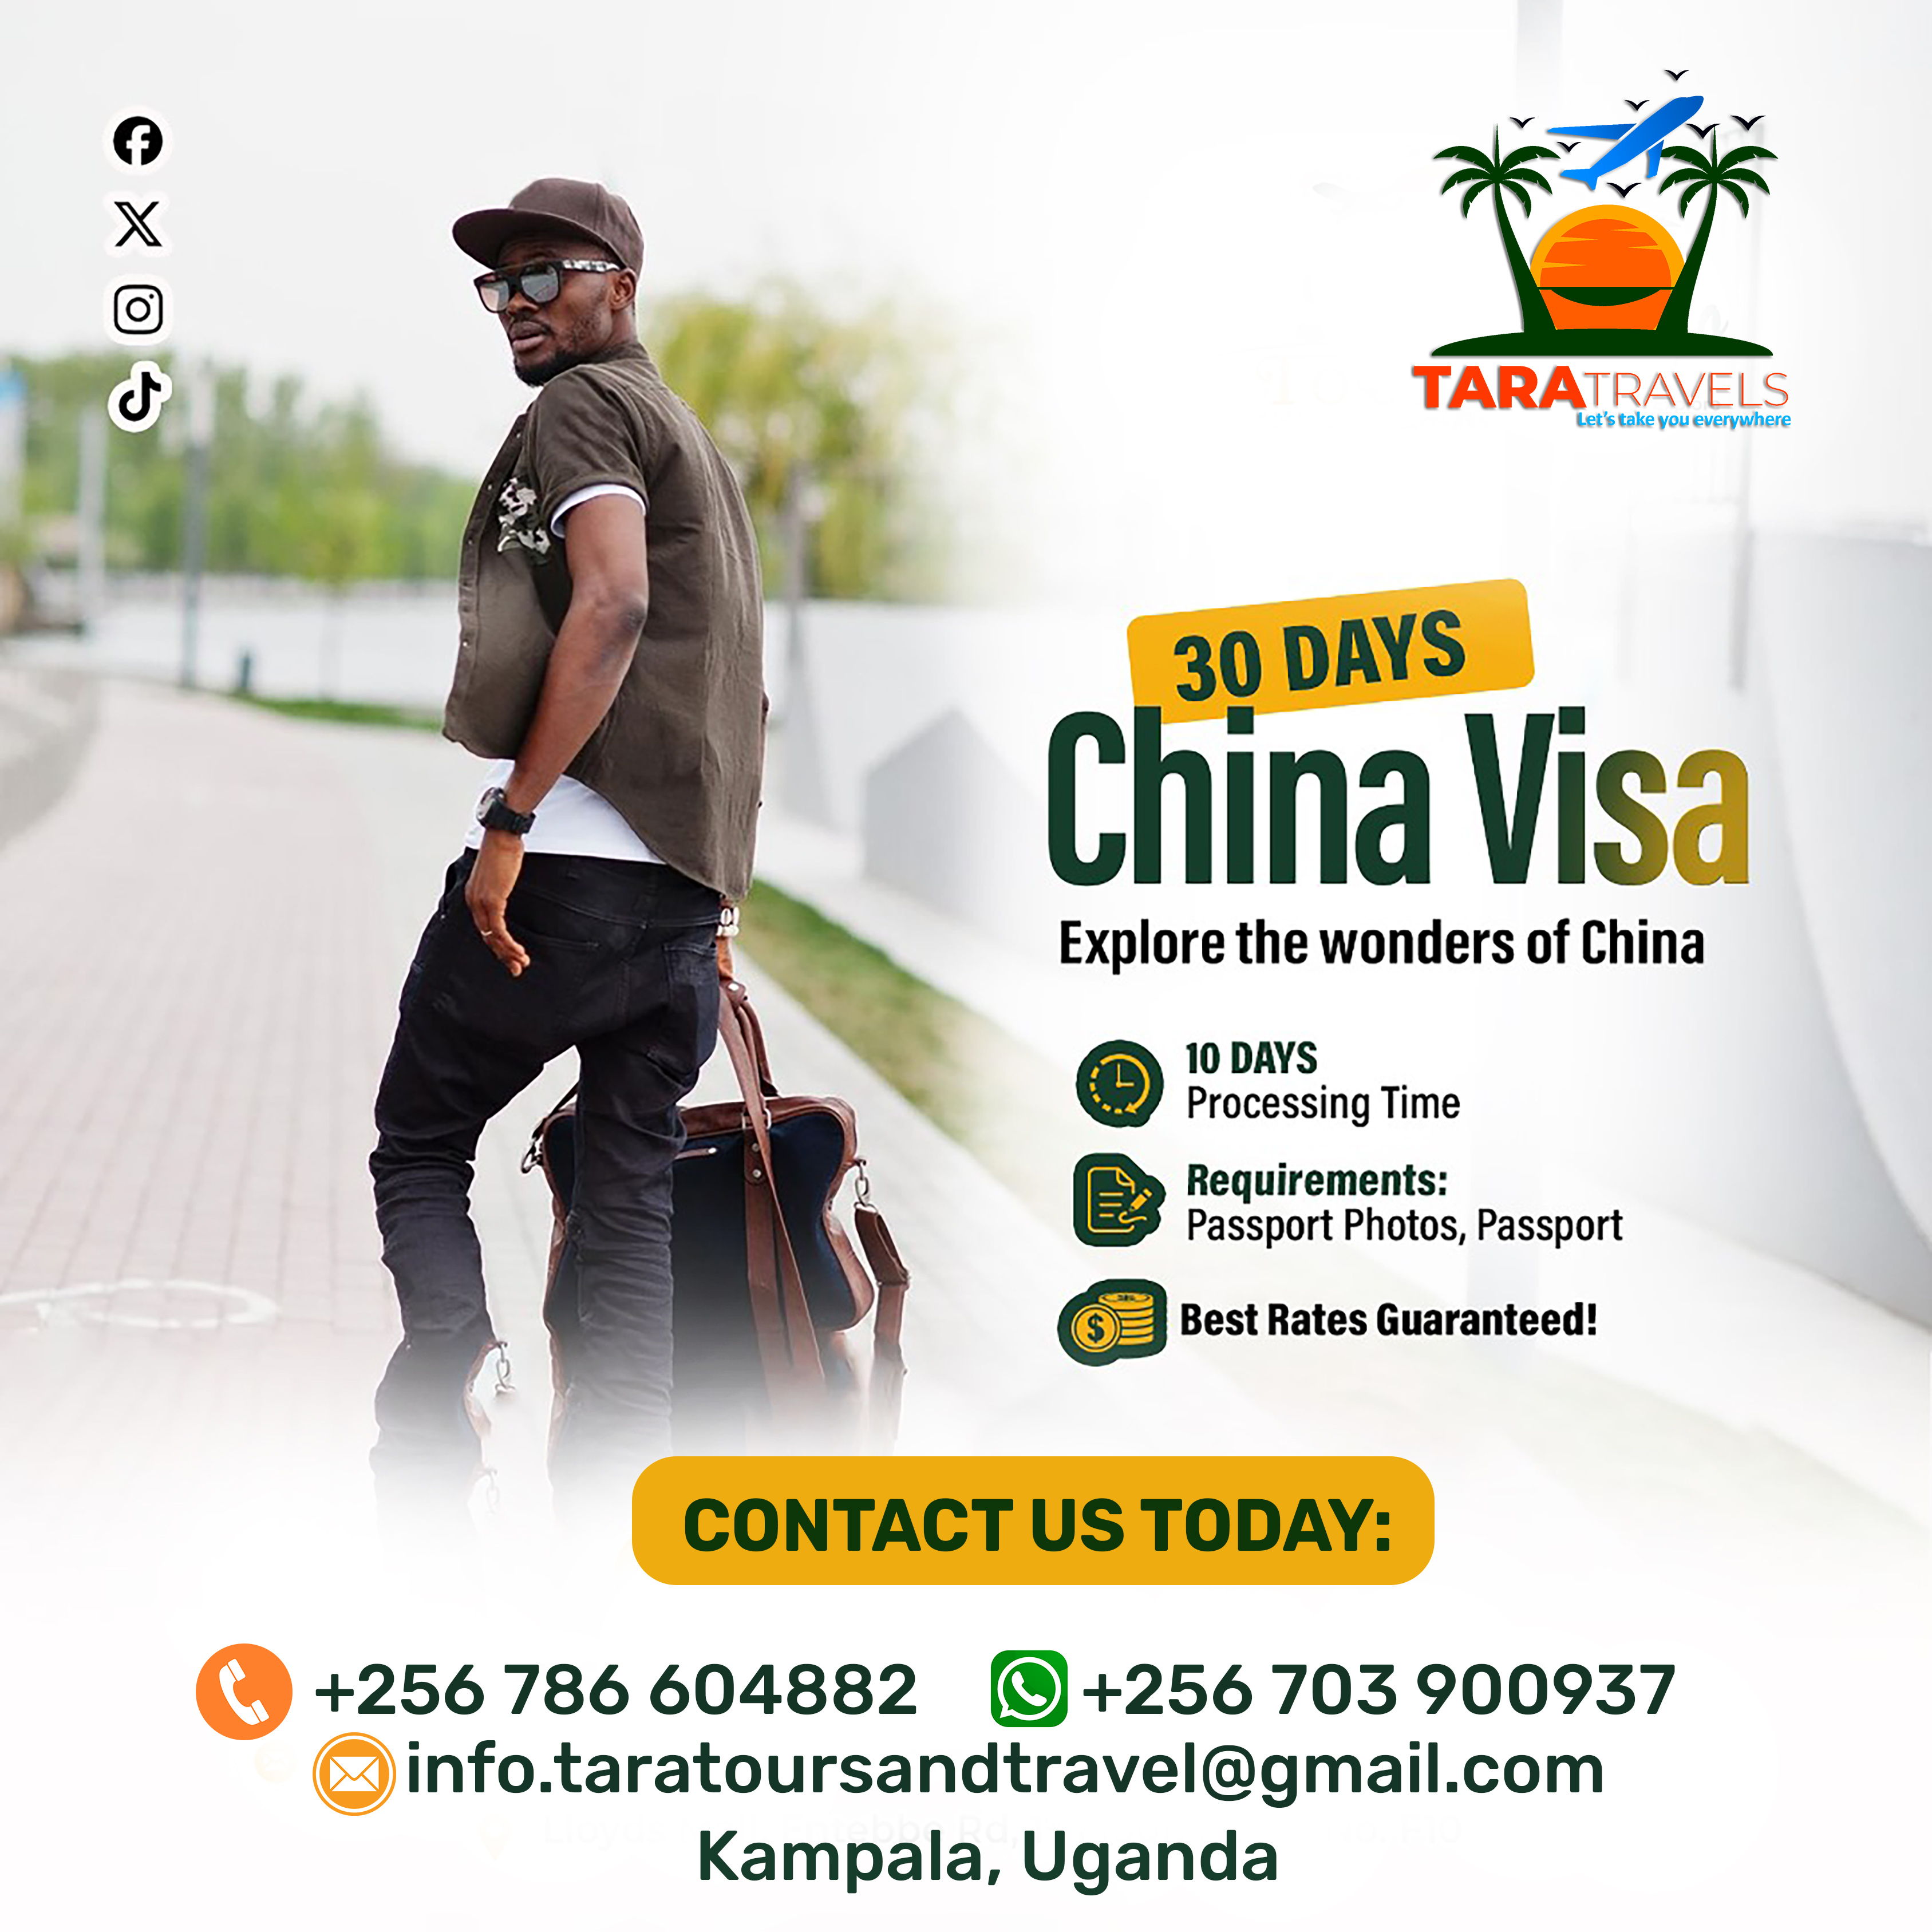 TARATRAVELS
Let's take you everywhere
30 DAYS
China Visa
Explore the wonders of China
10 DAYS
Processing Time
Requirements:
Passport Photos, Passport
$
Best Rates Guaranteed!
CONTACT US TODAY:
+256 786 604882
+256 703 900937
info.taratoursandtravel@gmail.com
Kampala, Uganda